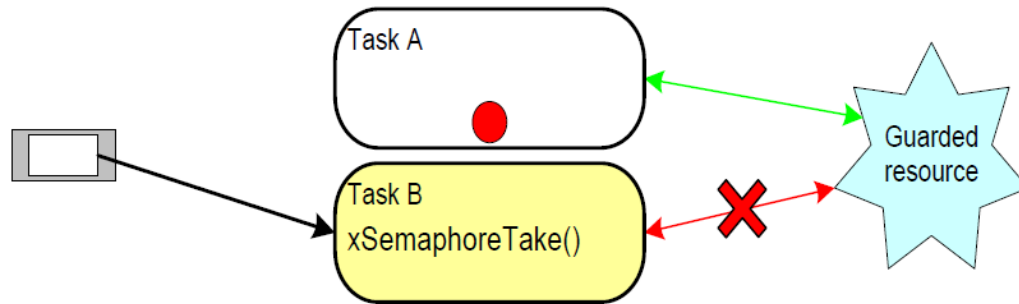 Task A
Task B
xSemaphoreTake()
Guarded
resource